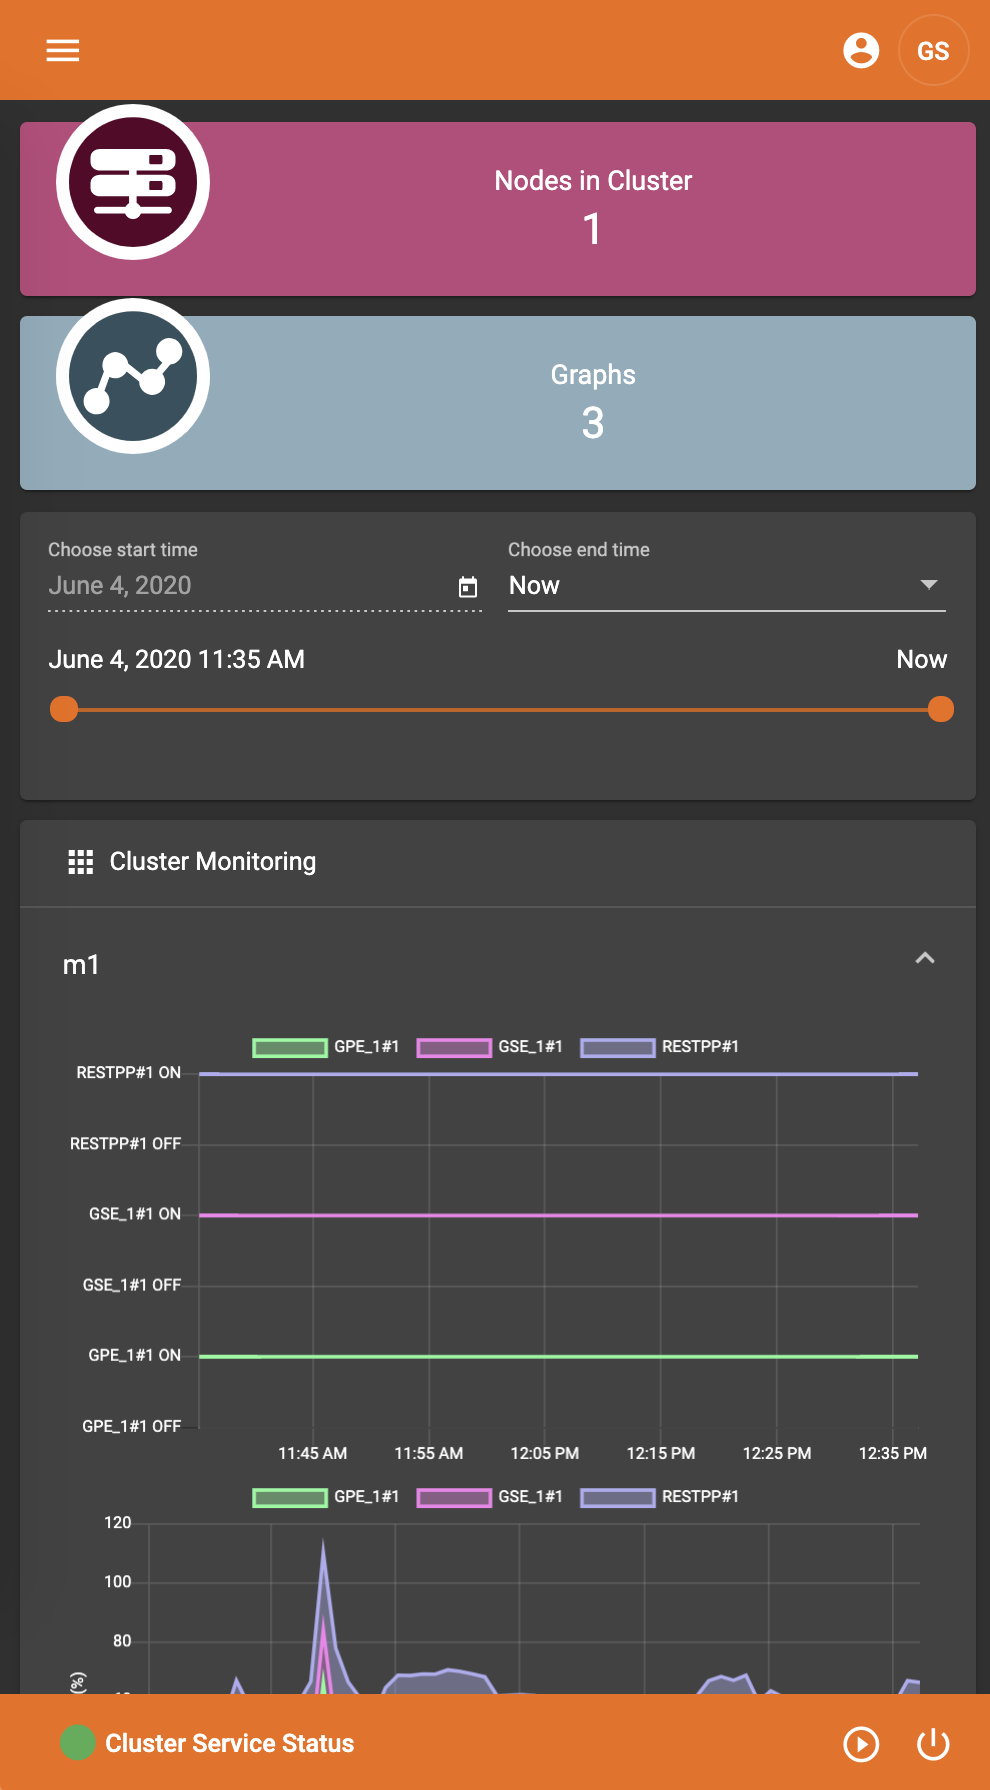 GS
Nodes in Cluster
1
Graphs
3
Choose start time
Choose end time
June 4, 2020
Now
June 4, 2020 11:35 AM
Now
Cluster Monitoring
m1
GPE_1#1 GSE_1#1 RESTPP#1
RESTPP#1 ON
RESTPP#1 OFF
GSE_1#1 ON
GSE_1#1 OFF
GPE_1#1 ON
GPE_1#1 OFF
11:45 AM 11:55 AM 12:05 PM 12:15 PM 12:25 PM 12:35 PM
GPE_1#1 GSE_1#1 RESTPP#1
120
100
80
(%)
Cluster Service Status